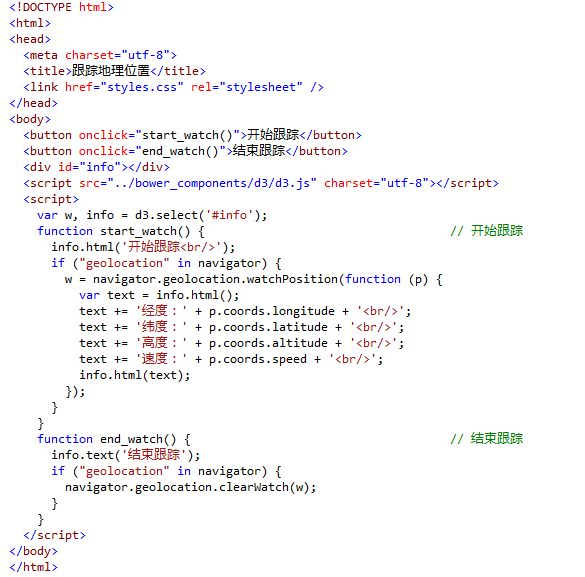 <!DOCTYPE html>
<html>
<head>
  <meta charset="utf-8">
  <title>跟踪地理位置</title>
  <link href="styles.css" rel="stylesheet" />
</head>
<body>
  <button onclick="start_watch()">开始跟踪</button>
  <button onclick="end_watch()">结束跟踪</button>
  <div id="info"></div>
  <script src="../bower_components/d3/d3.js" charset="utf-8"></script>
  <script>
    var w, info = d3.select('#info');
    function start_watch() {                                  // 开始跟踪
      info.html('开始跟踪<br/>');
      if ("geolocation" in navigator) {
        w = navigator.geolocation.watchPosition(function (p) {
          var text = info.html();
          text += '经度：' + p.coords.longitude + '<br/>';
          text += '纬度：' + p.coords.latitude + '<br/>';
          text += '高度：' + p.coords.altitude + '<br/>';
          text += '速度：' + p.coords.speed + '<br/>';
          info.html(text);
        });
      }
    }
    function end_watch() {                                    // 结束跟踪
      info.text('结束跟踪');
      if ("geolocation" in navigator) {
        navigator.geolocation.clearWatch(w);
      }
    }
  </script>
</body>
</html>